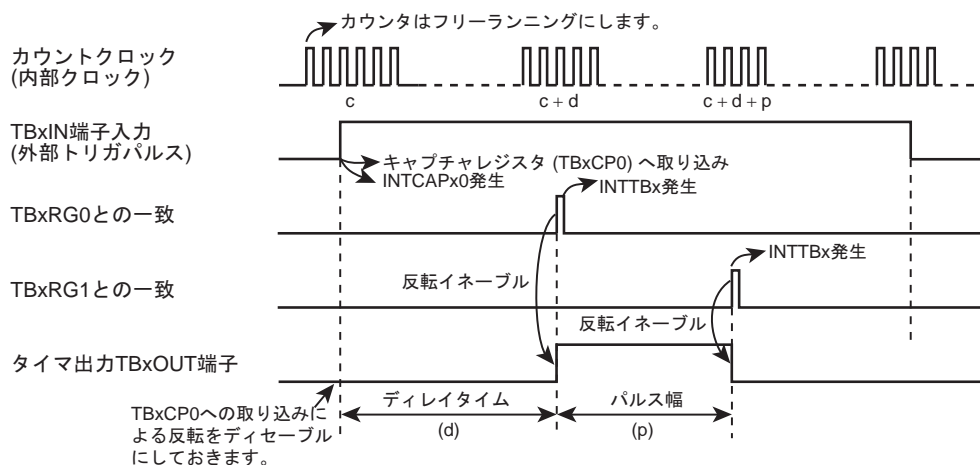 カウンタはフリーランニングにします。
カウントクロック
(内部クロック)
c
c + d
c + d + p
TBxIN端子入力
(外部トリガパルス)
キャプチャレジスタ (TBxCP0) へ取り込み
INTCAPx0発生
INTTBx発生
TBxRG0との一致
INTTBx発生
反転イネーブル
TBxRG1との一致
反転イネーブル
タイマ出力TBxOUT端子
TBxCP0への取り込みに
よる反転をディセーブル
にしておきます。
ディレイタイム
(d)
パルス幅
(p)